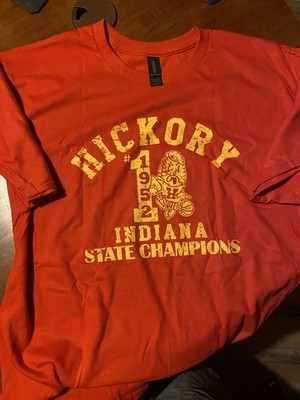 HICKORY
#1
1952
H
INDIANA
STATE CHAMPIONS